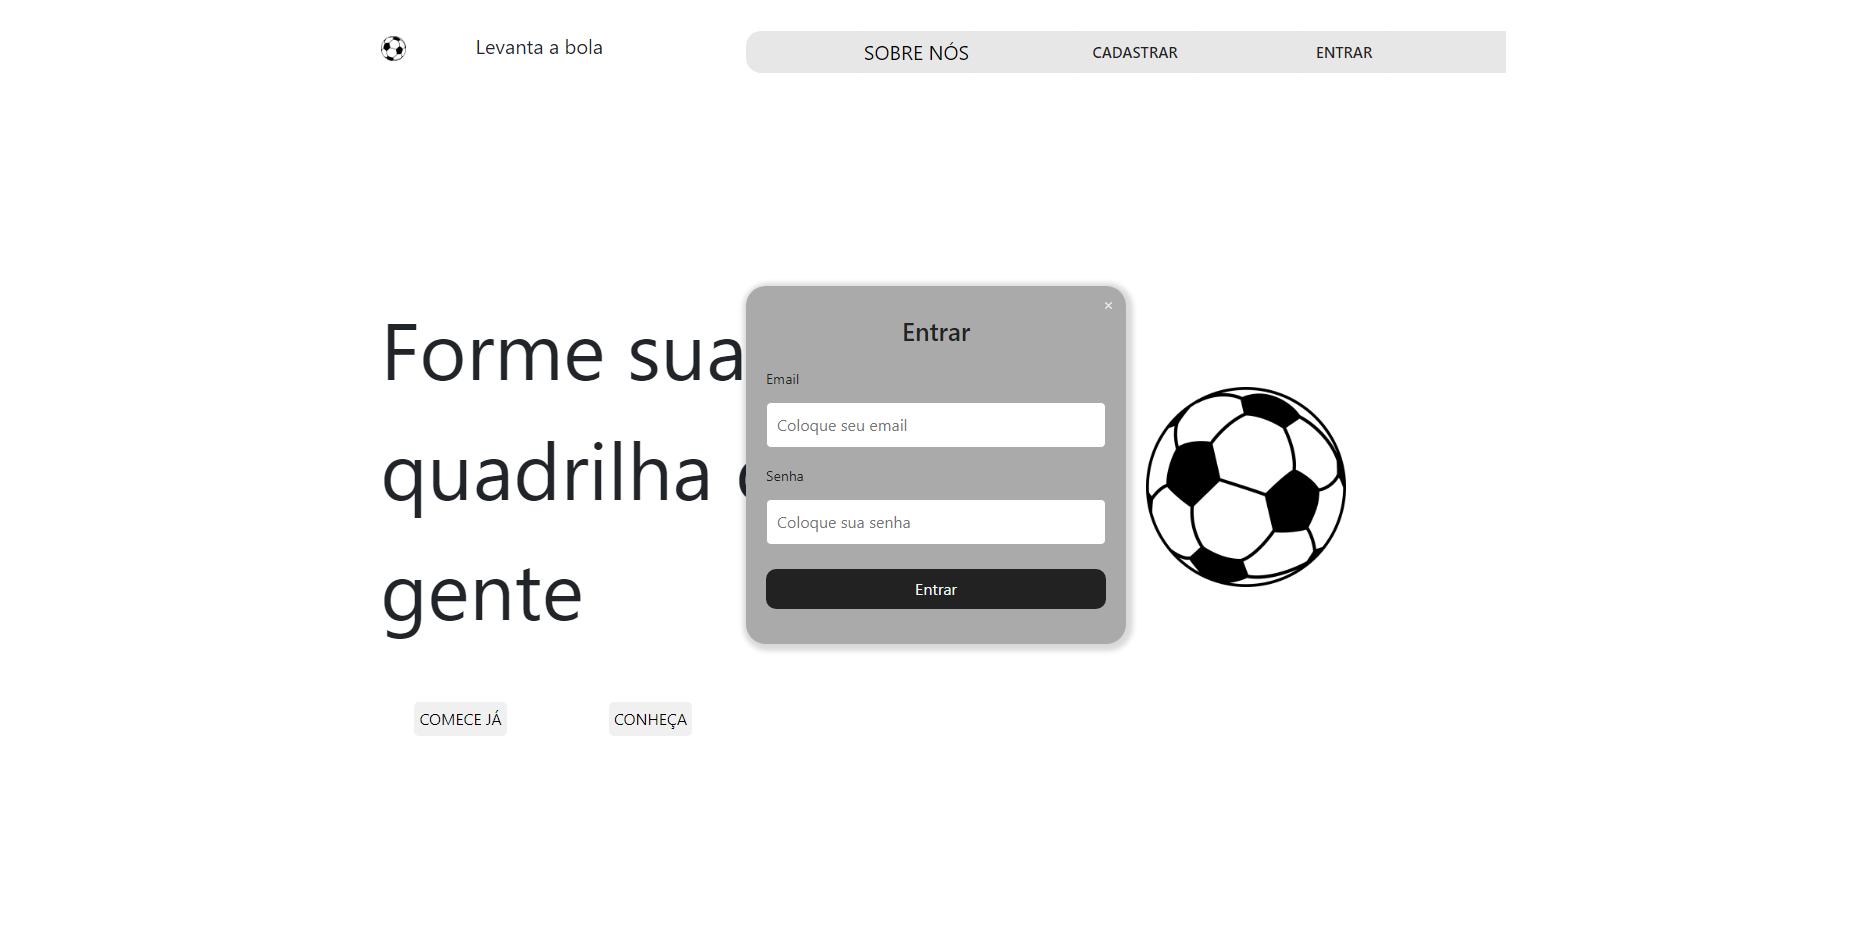 Levanta a bola
SOBRE NÓS
CADASTRAR
ENTRAR
Forme sua
quadrilha
gente
×
Entrar
Email
Coloque seu email
Senha
Coloque sua senha
Entrar
COMECE JÁ
CONHEÇA